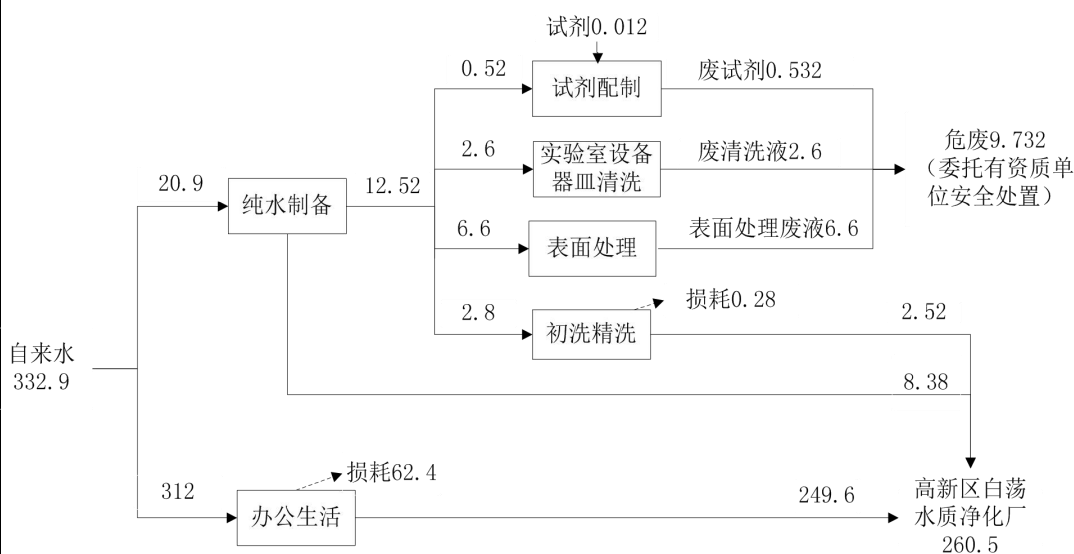 试剂0.012
0.52
试剂配制
废试剂0.532
2.6
实验室设备
器皿清洗
废清洗液2.6
危废9.732
（委托有资质单
位安全处置）
20.9
纯水制备
12.52
6.6
表面处理
表面处理废液6.6
2.8
初洗精洗
损耗0.28
2.52
自来水
332.9
8.38
312
办公生活
损耗62.4
249.6
高新区白荡
水质净化厂
260.5